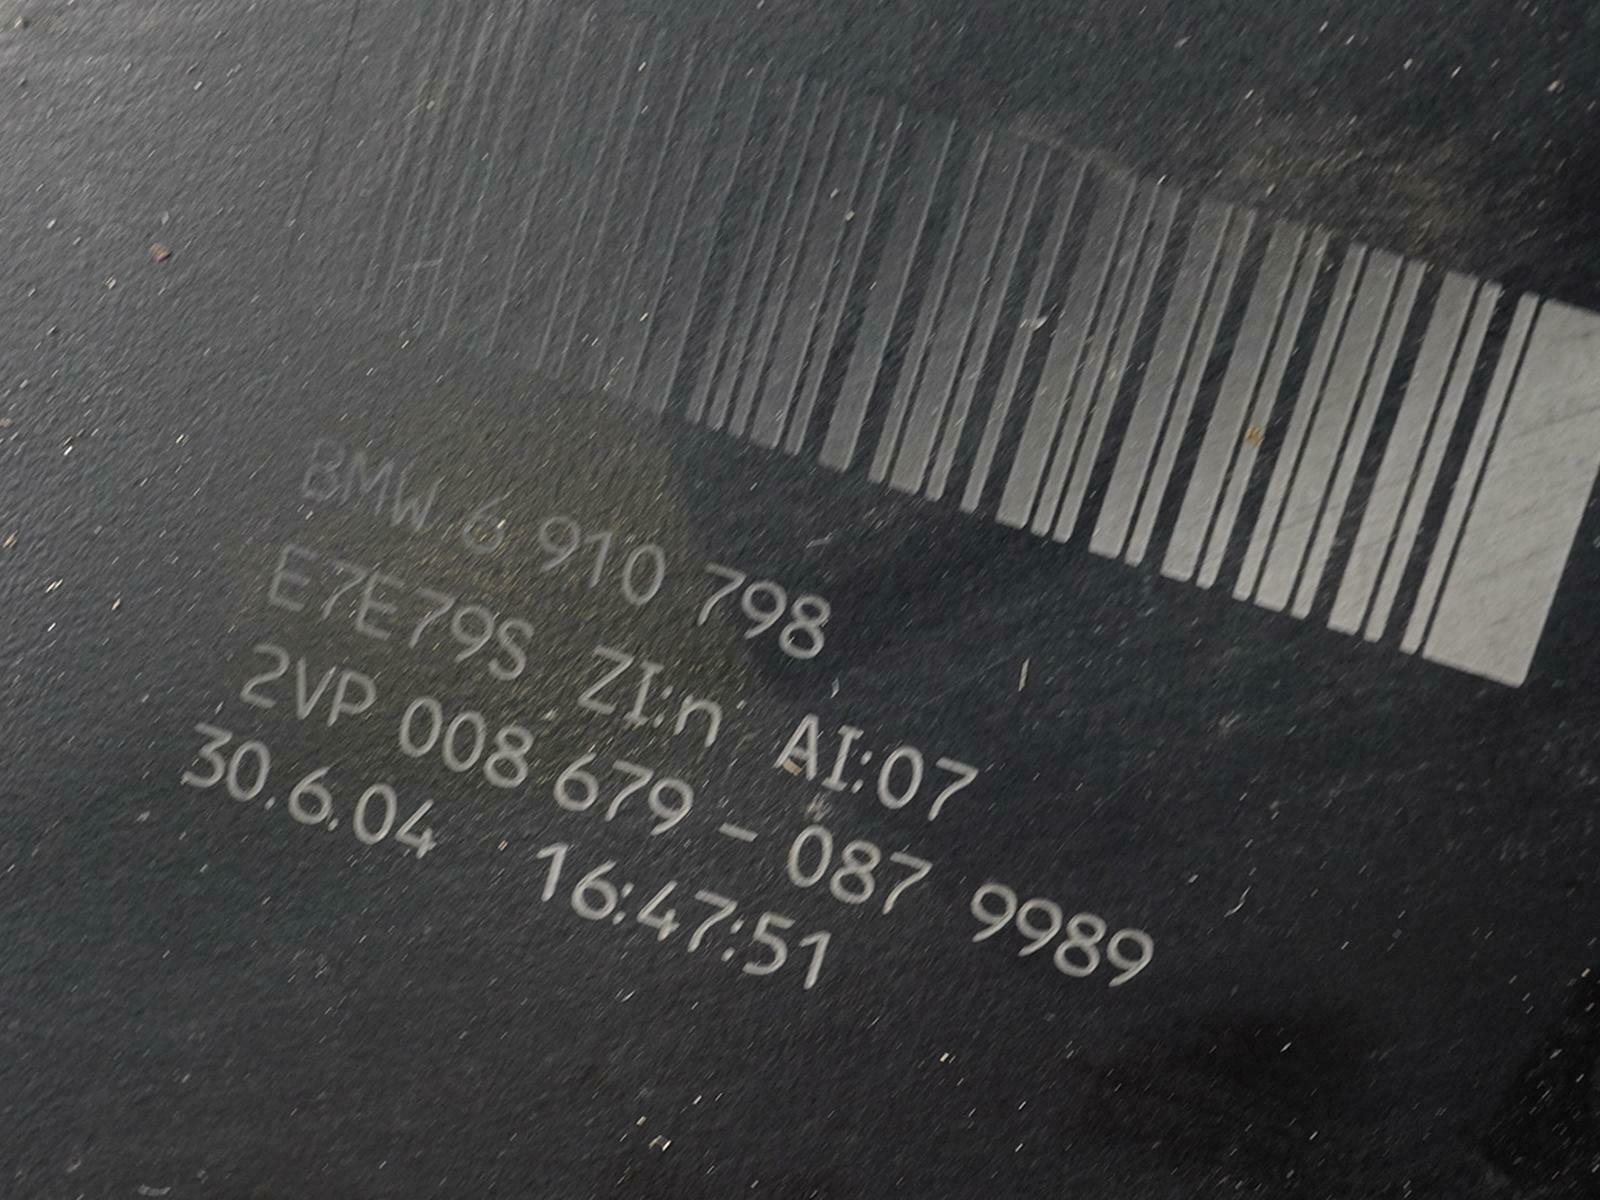 BMW 6 910 798
E7E79S ZI:n AI:07
2VP 008 679 - 087 9989
30.6.04 16:47:51